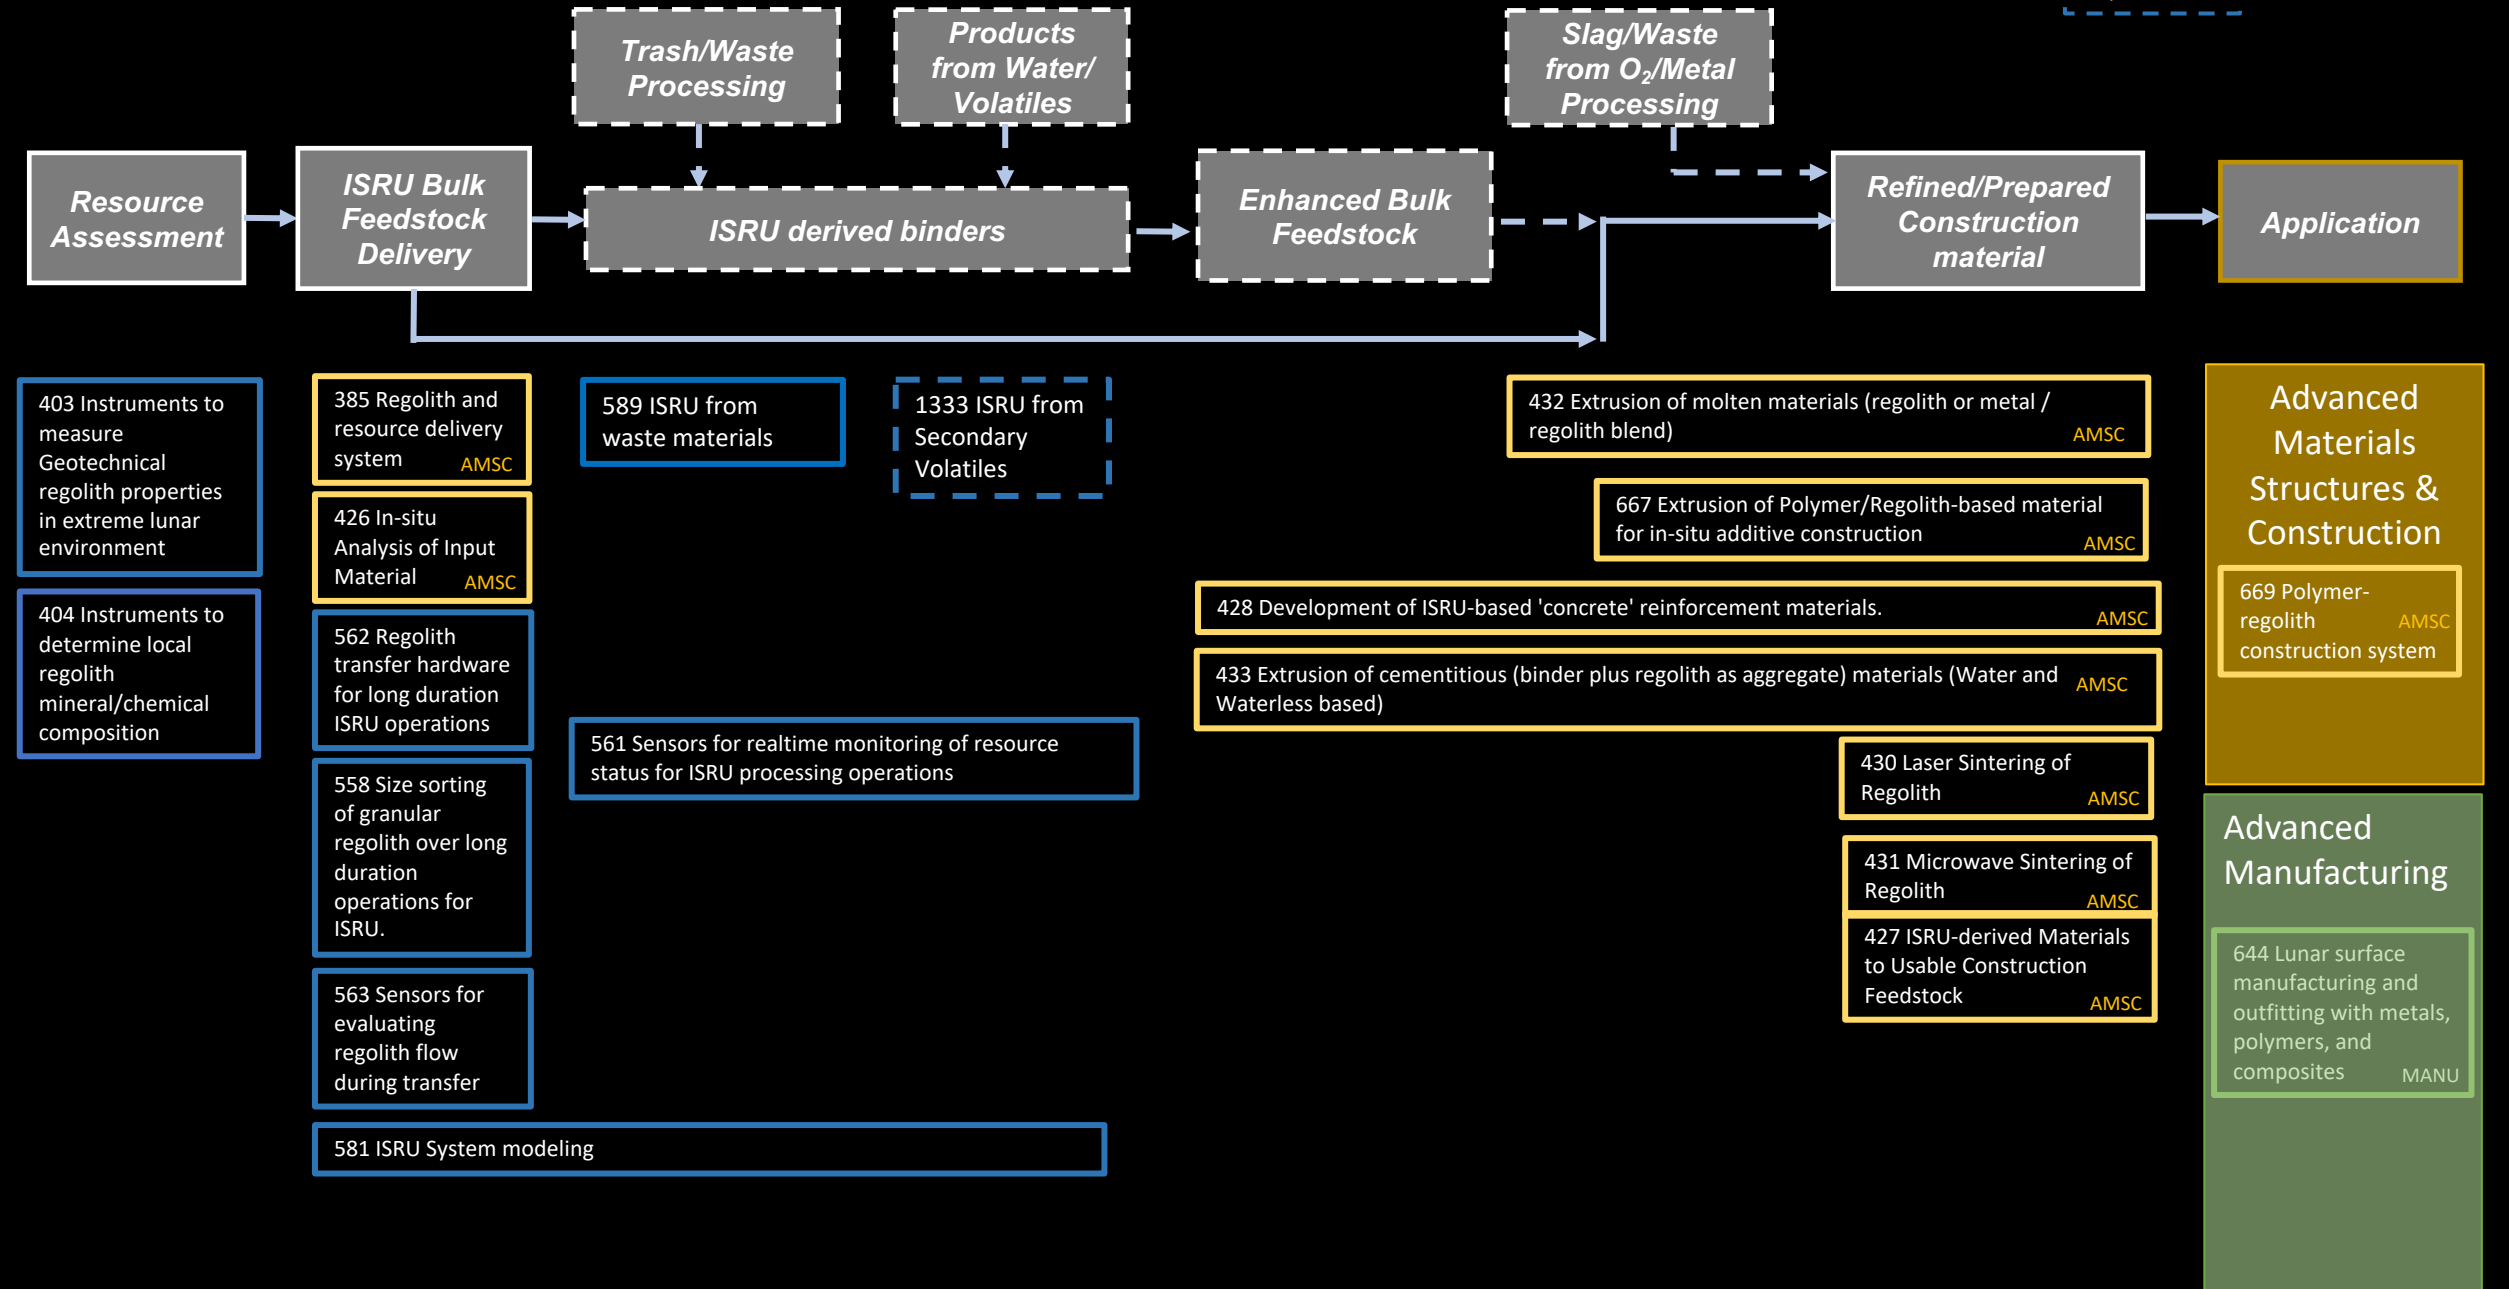 Trash/Waste
Processing
Products
from Water/
Volatiles
Slag/Waste
from O₂/Metal
Processing
Resource
Assessment
ISRU Bulk
Feedstock
Delivery
ISRU derived binders
Enhanced Bulk
Feedstock
Refined/Prepared
Construction
material
Application
403 Instruments to
measure
Geotechnical
regolith properties
in extreme lunar
environment
404 Instruments to
determine local
regolith
mineral/chemical
composition
385 Regolith and
resource delivery
system AMSC
426 In-situ
Analysis of Input
Material AMSC
562 Regolith
transfer hardware
for long duration
ISRU operations
558 Size sorting
of granular
regolith over long
duration
operations for
ISRU.
563 Sensors for
evaluating
regolith flow
during transfer
581 ISRU System modeling
589 ISRU from
waste materials
1333 ISRU from
Secondary
Volatiles
561 Sensors for realtime monitoring of resource
status for ISRU processing operations
432 Extrusion of molten materials (regolith or metal /
regolith blend) AMSC
667 Extrusion of Polymer/Regolith-based material
for in-situ additive construction AMSC
428 Development of ISRU-based 'concrete' reinforcement materials. AMSC
433 Extrusion of cementitious (binder plus regolith as aggregate) materials (Water and AMSC
Waterless based)
430 Laser Sintering of
Regolith AMSC
431 Microwave Sintering of
Regolith AMSC
427 ISRU-derived Materials
to Usable Construction
Feedstock AMSC
Advanced
Materials
Structures &
Construction
669 Polymer-
regolith AMSC
construction system
Advanced
Manufacturing
644 Lunar surface
manufacturing and
outfitting with metals,
polymers, and
composites MANU